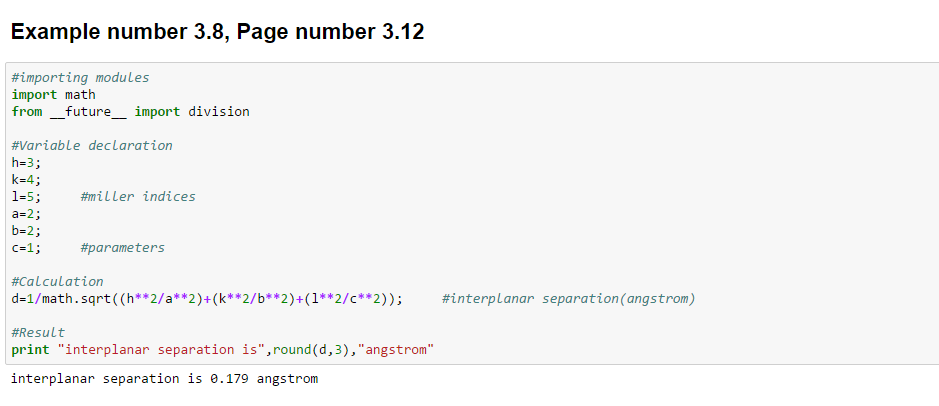 Example number 3.8, Page number 3.12
#importing modules
import math
from __future__ import division
#Variable declaration
h=3;
k=4;
l=5;     #miller indices
a=2;
b=2;
c=1;     #parameters
#Calculation
d=1/math.sqrt((h**2/a**2)+(k**2/b**2)+(l**2/c**2));     #interplanar separation(angstrom)
#Result
print "interplanar separation is",round(d,3),"angstrom"
interplanar separation is 0.179 angstrom